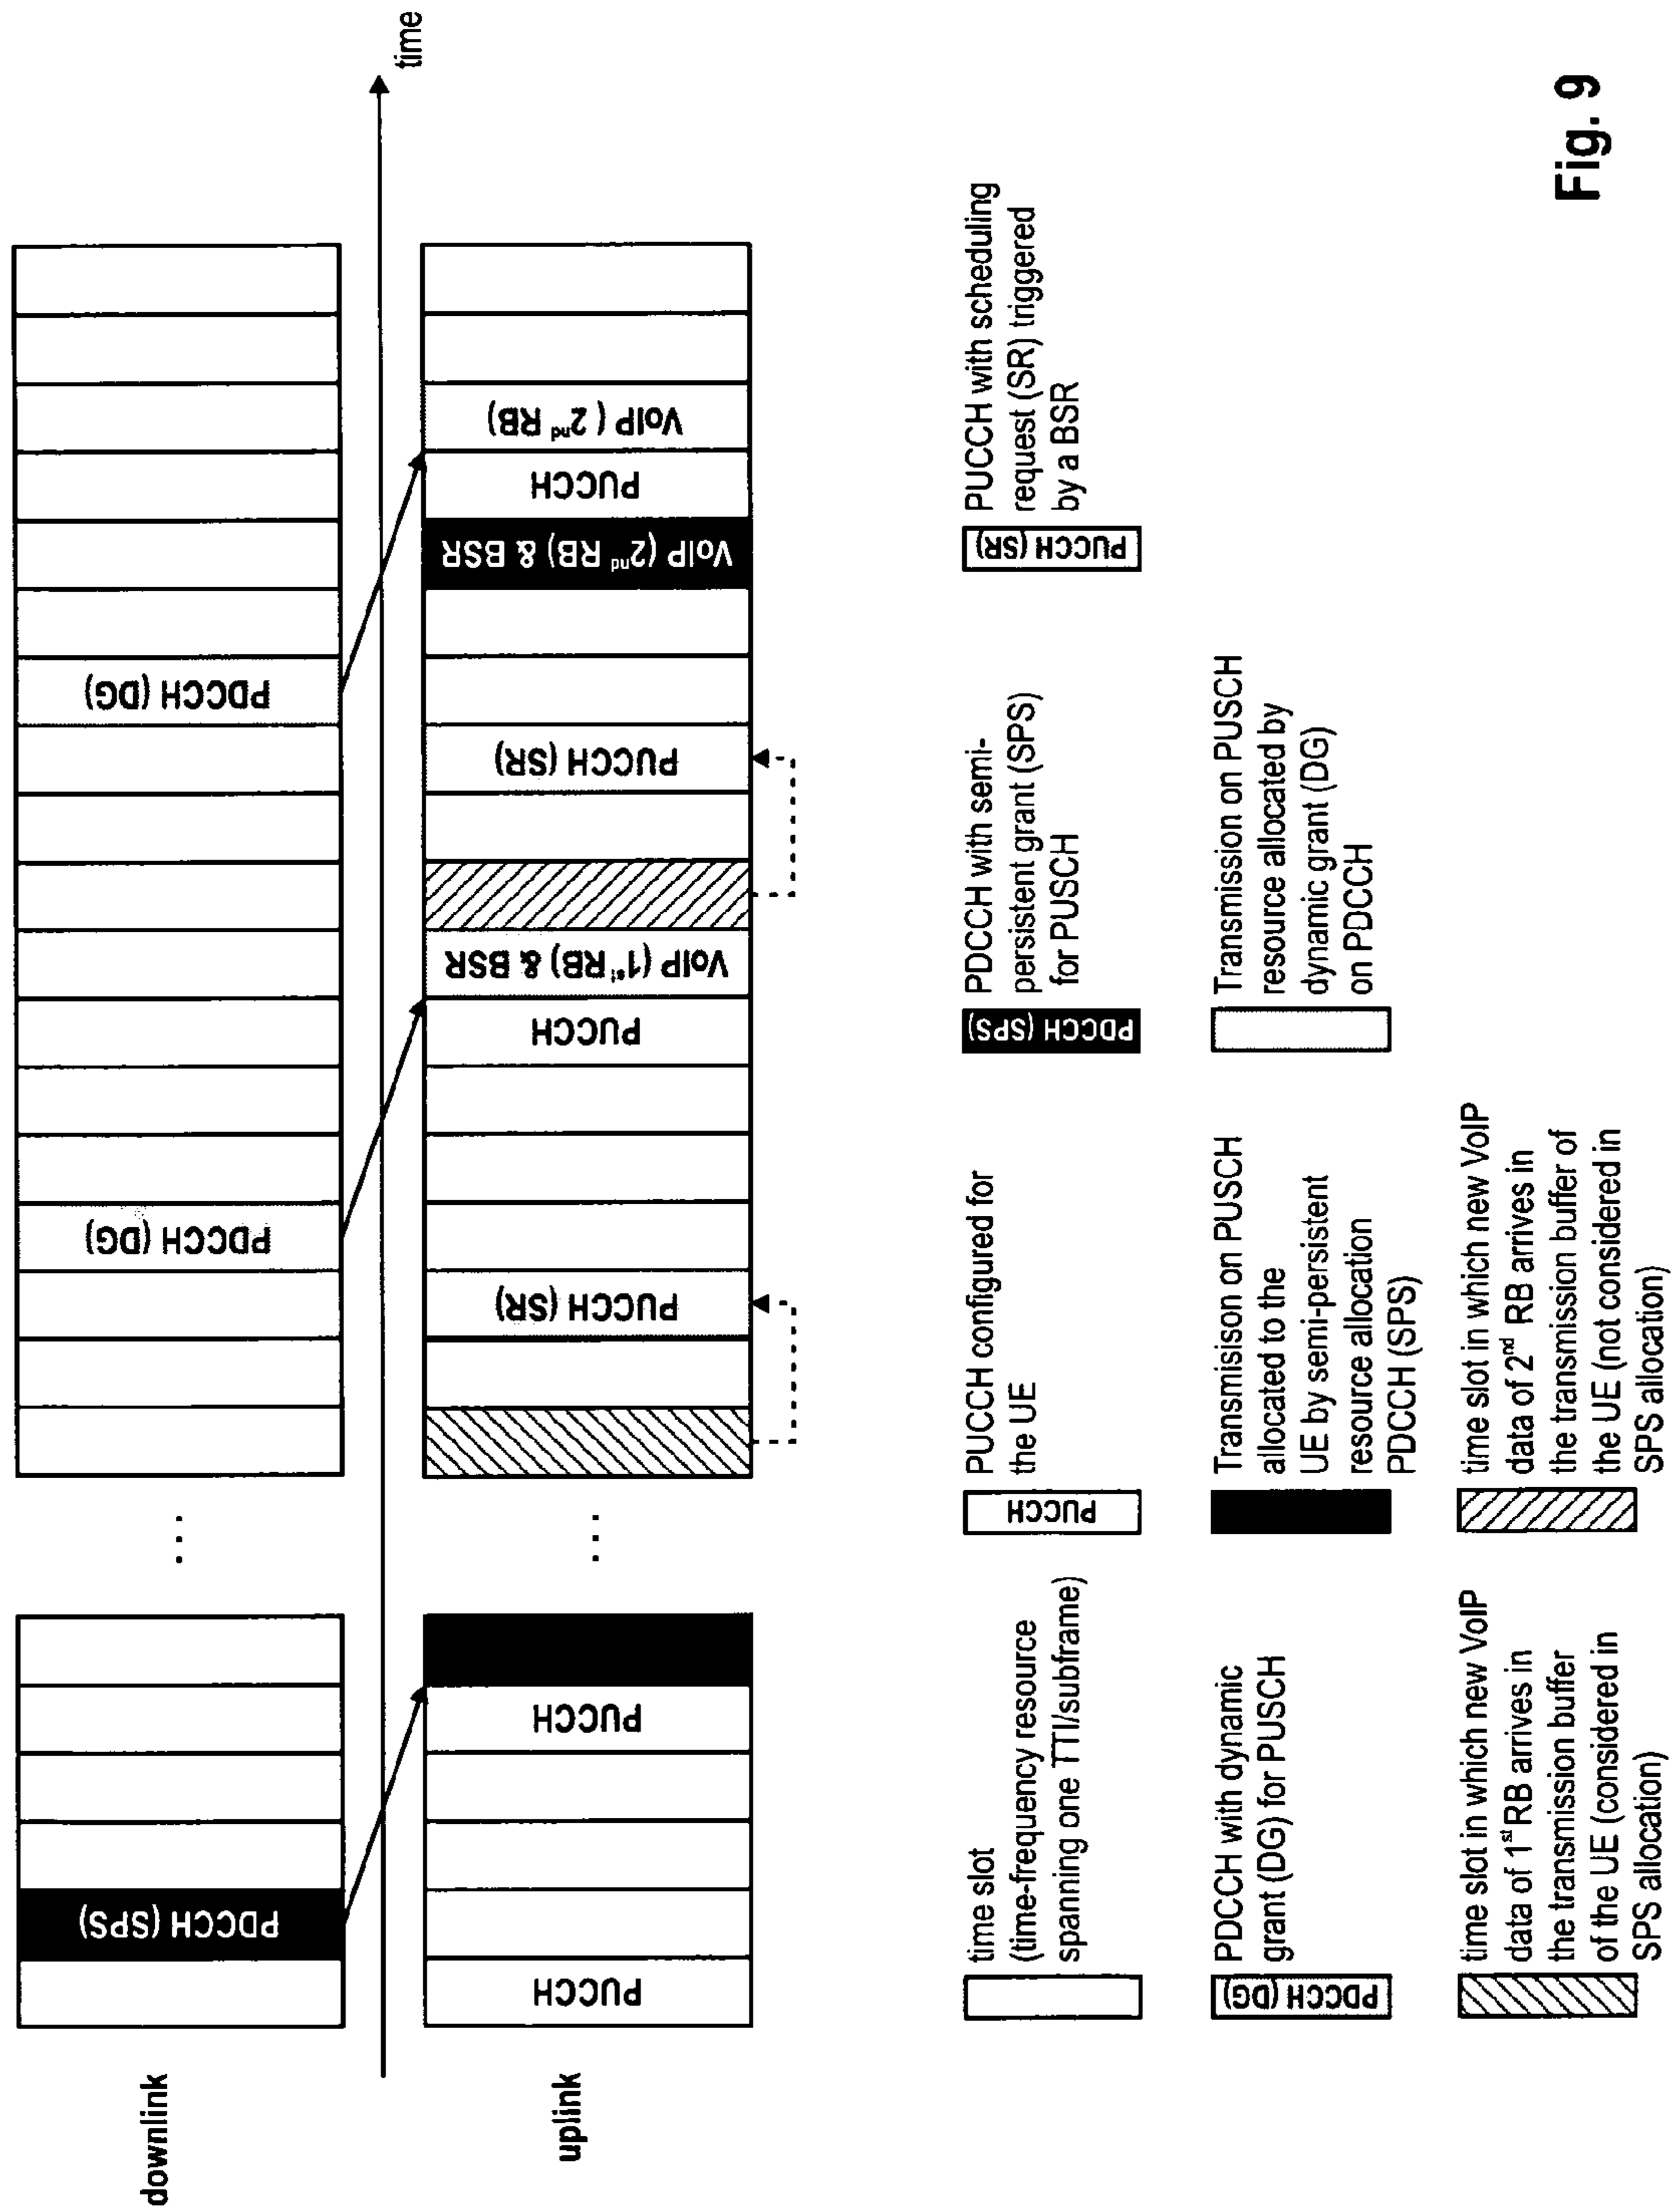 downlink
PDCCH (SPS)
...
PDCCH (DG)
PDCCH (DG)
time
uplink
PUCCH
PUCCH
...
PUCCH (SR)
PUCCH
VoIP (1st RB) & BSR
PUCCH (SR)
VoIP (2nd RB) & BSR
PUCCH
VoIP (2nd RB)
time slot
(time-frequency resource
spanning one TTI/subframe)
PUCCH
PUCCH configured for
the UE
PDCCH (SPS)
PDCCH with semi-
persistent grant (SPS)
for PUSCH
PUCCH (SR)
PUCCH with scheduling
request (SR) triggered
by a BSR
PDCCH (DG)
PDCCH with dynamic
grant (DG) for PUSCH
Transmisision on PUSCH
allocated to the
UE by semi-persistent
resource allocation
PDCCH (SPS)
Transmission on PUSCH
resource allocated by
dynamic grant (DG)
on PDCCH
time slot in which new VoIP
data of 1st RB arrives in
the transmission buffer
of the UE (considered in
SPS allocation)
time slot in which new VoIP
data of 2nd RB arrives in
the transmission buffer of
the UE (not considered in
SPS allocation)
Fig. 9